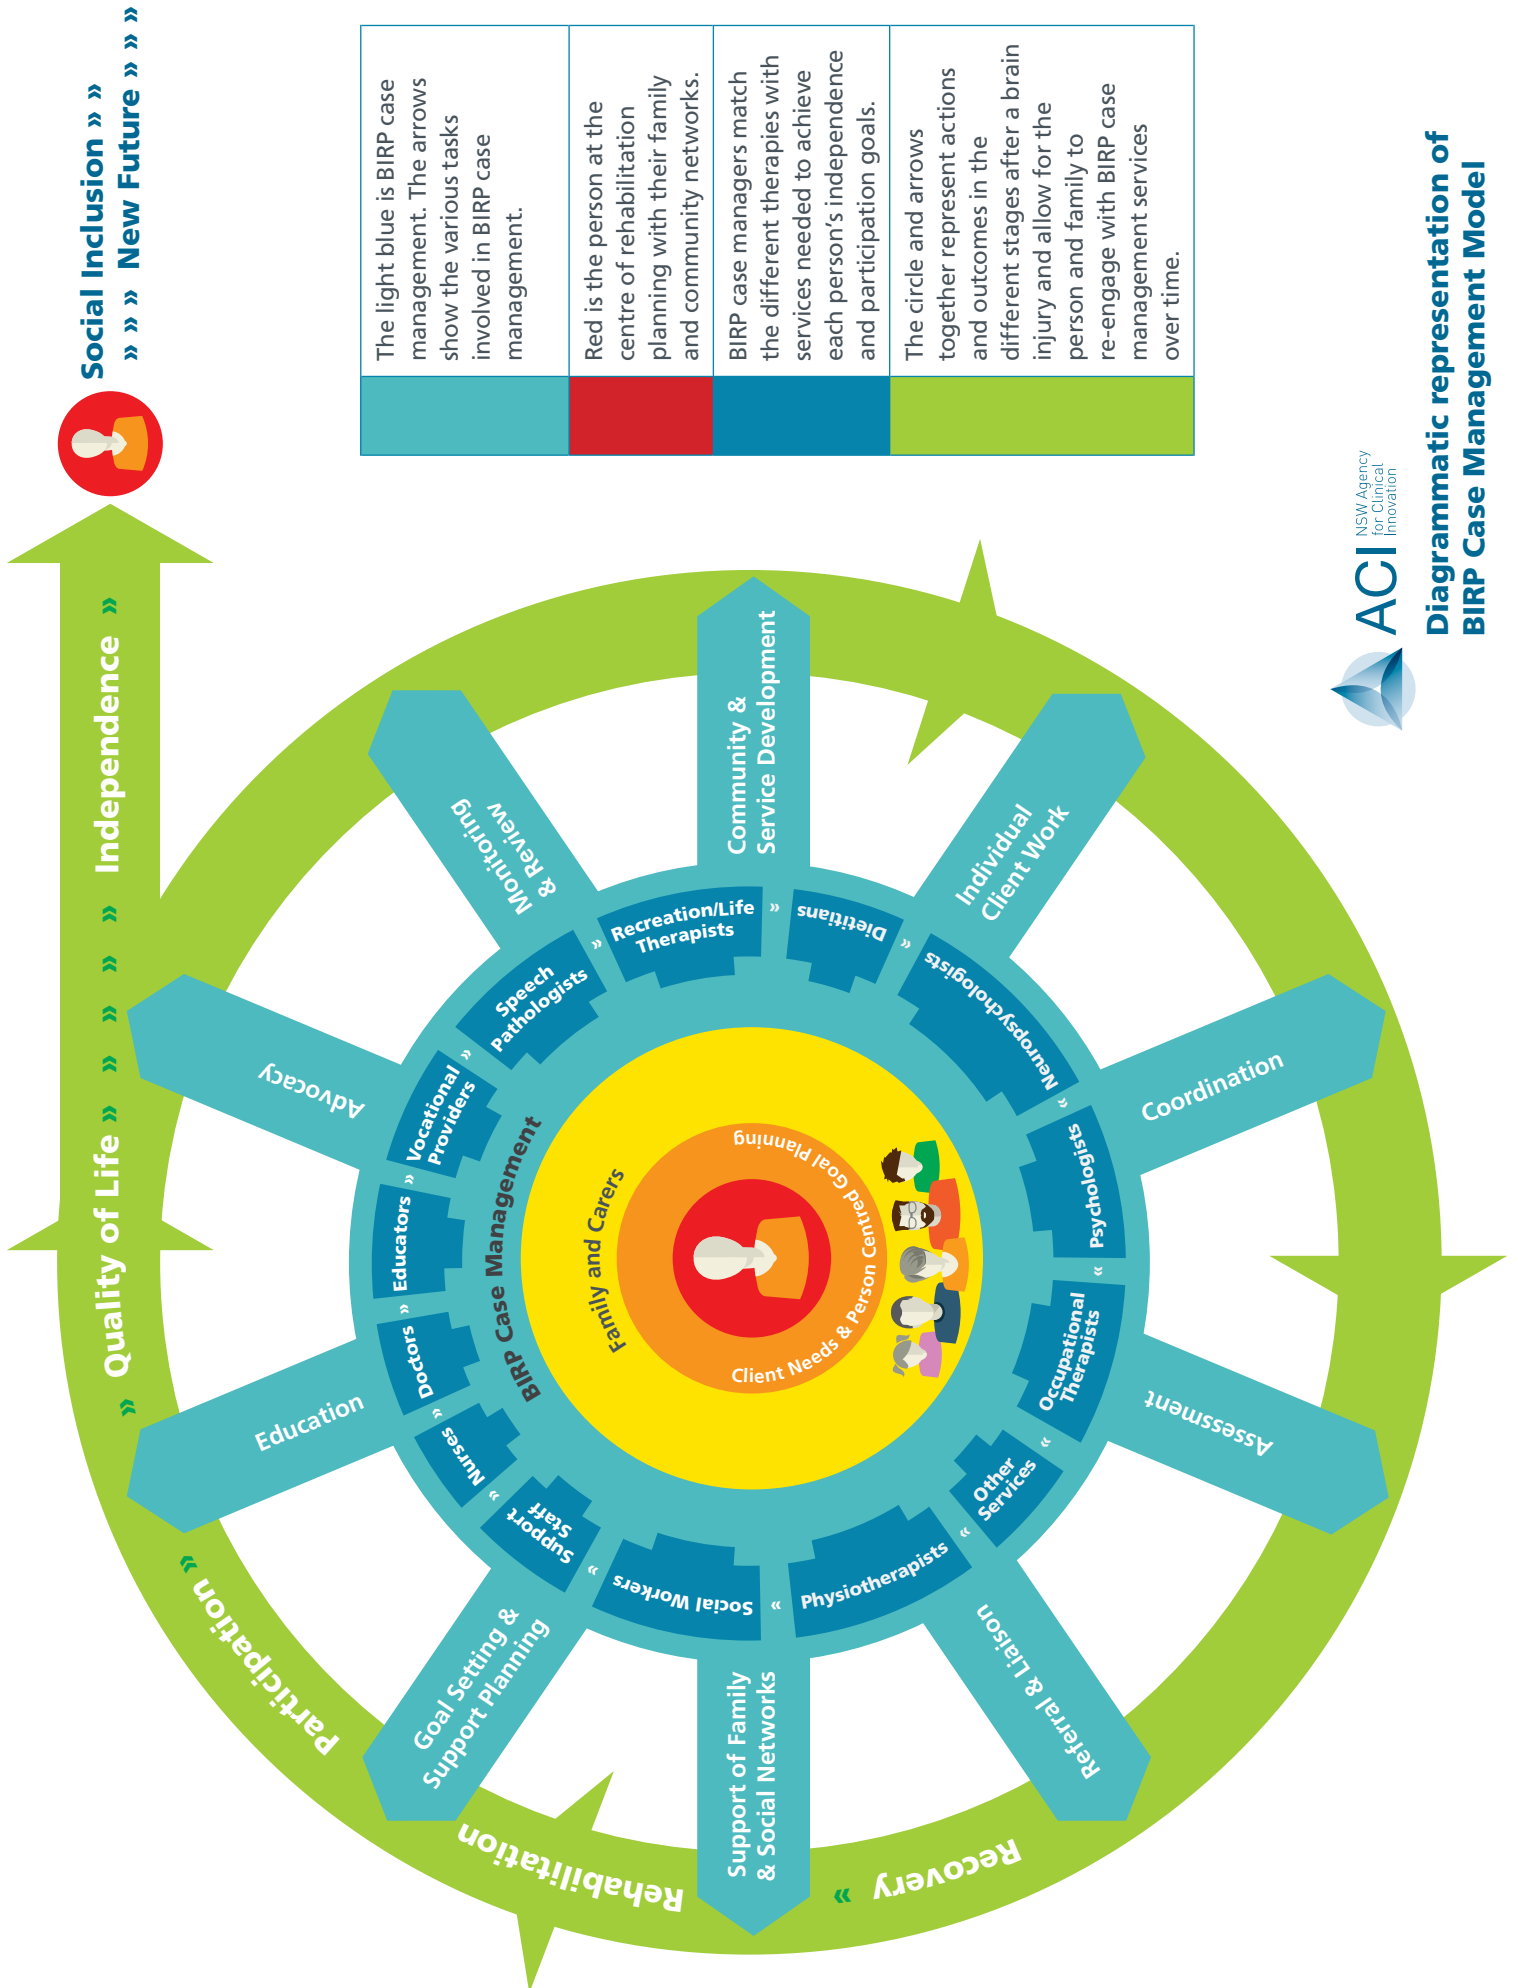 Recovery »
Rehabilitation
Participation »
» Quality of Life » » » » » Independence »
Social Inclusion » »
» » » New Future » » »
Advocacy
Monitoring
& Review
Community &
Service Development
Individual
Client Work
Coordination
Assessment
Referral & Liaison
Support of Family
& Social Networks
Goal Setting &
Support Planning
Education
Educators »
Vocational
Providers »
Speech
Pathologists »
Recreation/Life
Therapists »
Dietitians »
Neuropsychologists »
Psychologists »
Occupational
Therapists »
Other
Services »
Physiotherapists »
Social Workers »
Support
Staff »
Nurses »
Doctors »
BIRP Case Management
Family and Carers
Client Needs & Person Centred Goal Planning
The light blue is BIRP case
management. The arrows
show the various tasks
involved in BIRP case
management.
Red is the person at the
centre of rehabilitation
planning with their family
and community networks.
BIRP case managers match
the different therapies with
services needed to achieve
each person’s independence
and participation goals.
The circle and arrows
together represent actions
and outcomes in the
different stages after a brain
injury and allow for the
person and family to
re-engage with BIRP case
management services
over time.
ACI
NSW Agency
for Clinical
Innovation
Diagrammatic representation of
BIRP Case Management Model